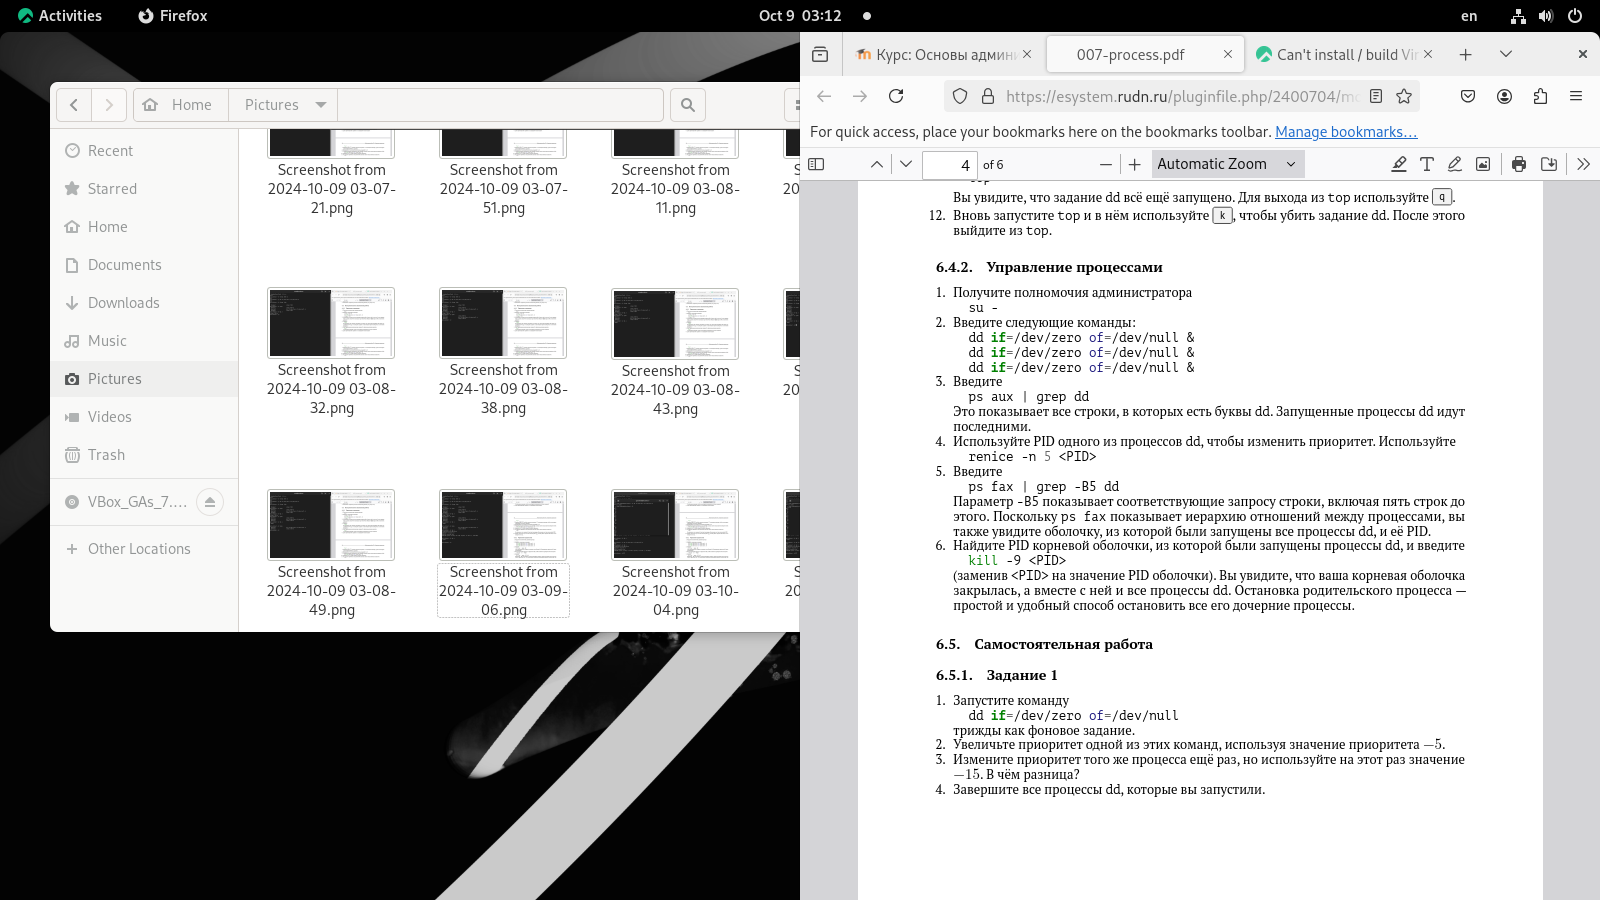 Activities
Firefox
Oct 9 03:12
en
Home
Pictures
Recent
Starred
Home
Documents
Downloads
Music
Pictures
Videos
Trash
VBox_GAs_7....
Other Locations
Screenshot from 2024-10-09 03-07-21.png
Screenshot from 2024-10-09 03-07-51.png
Screenshot from 2024-10-09 03-08-11.png
Screenshot from 2024-10-09 03-08-32.png
Screenshot from 2024-10-09 03-08-38.png
Screenshot from 2024-10-09 03-08-43.png
Screenshot from 2024-10-09 03-08-49.png
Screenshot from 2024-10-09 03-09-06.png
Screenshot from 2024-10-09 03-10-04.png
Курс: Основы админ
007-process.pdf
Can't install / build Vir
https://esystem.rudn.ru/pluginfile.php/2400704/mo
For quick access, place your bookmarks here on the bookmarks toolbar. Manage bookmarks...
4 of 6
Automatic Zoom
Вы увидите, что задание dd всё ещё запущено. Для выхода из top используйте q.
12. Вновь запустите top и в нём используйте k, чтобы убить задание dd. После этого
выйдите из top.
6.4.2. Управление процессами
1. Получите полномочия администратора
su -
2. Введите следующие команды:
dd if=/dev/zero of=/dev/null &
dd if=/dev/zero of=/dev/null &
dd if=/dev/zero of=/dev/null &
3. Введите
ps aux | grep dd
Это показывает все строки, в которых есть буквы dd. Запущенные процессы dd идут
последними.
4. Используйте PID одного из процессов dd, чтобы изменить приоритет. Используйте
renice -n 5 <PID>
5. Введите
ps fax | grep -B5 dd
Параметр -B5 показывает соответствующие запросу строки, включая пять строк до
этого. Поскольку ps fax показывает иерархию отношений между процессами, вы
также увидите оболочку, из которой были запущены все процессы dd, и её PID.
6. Найдите PID корневой оболочки, из которой были запущены процессы dd, и введите
kill -9 <PID>
(заменив <PID> на значение PID оболочки). Вы увидите, что ваша корневая оболочка
закрылась, а вместе с ней и все процессы dd. Остановка родительского процесса —
простой и удобный способ остановить все его дочерние процессы.
6.5. Самостоятельная работа
6.5.1. Задание 1
1. Запустите команду
dd if=/dev/zero of=/dev/null
трижды как фоновое задание.
2. Увеличьте приоритет одной из этих команд, используя значение приоритета −5.
3. Измените приоритет того же процесса ещё раз, но используйте на этот раз значение
−15. В чём разница?
4. Завершите все процессы dd, которые вы запустили.